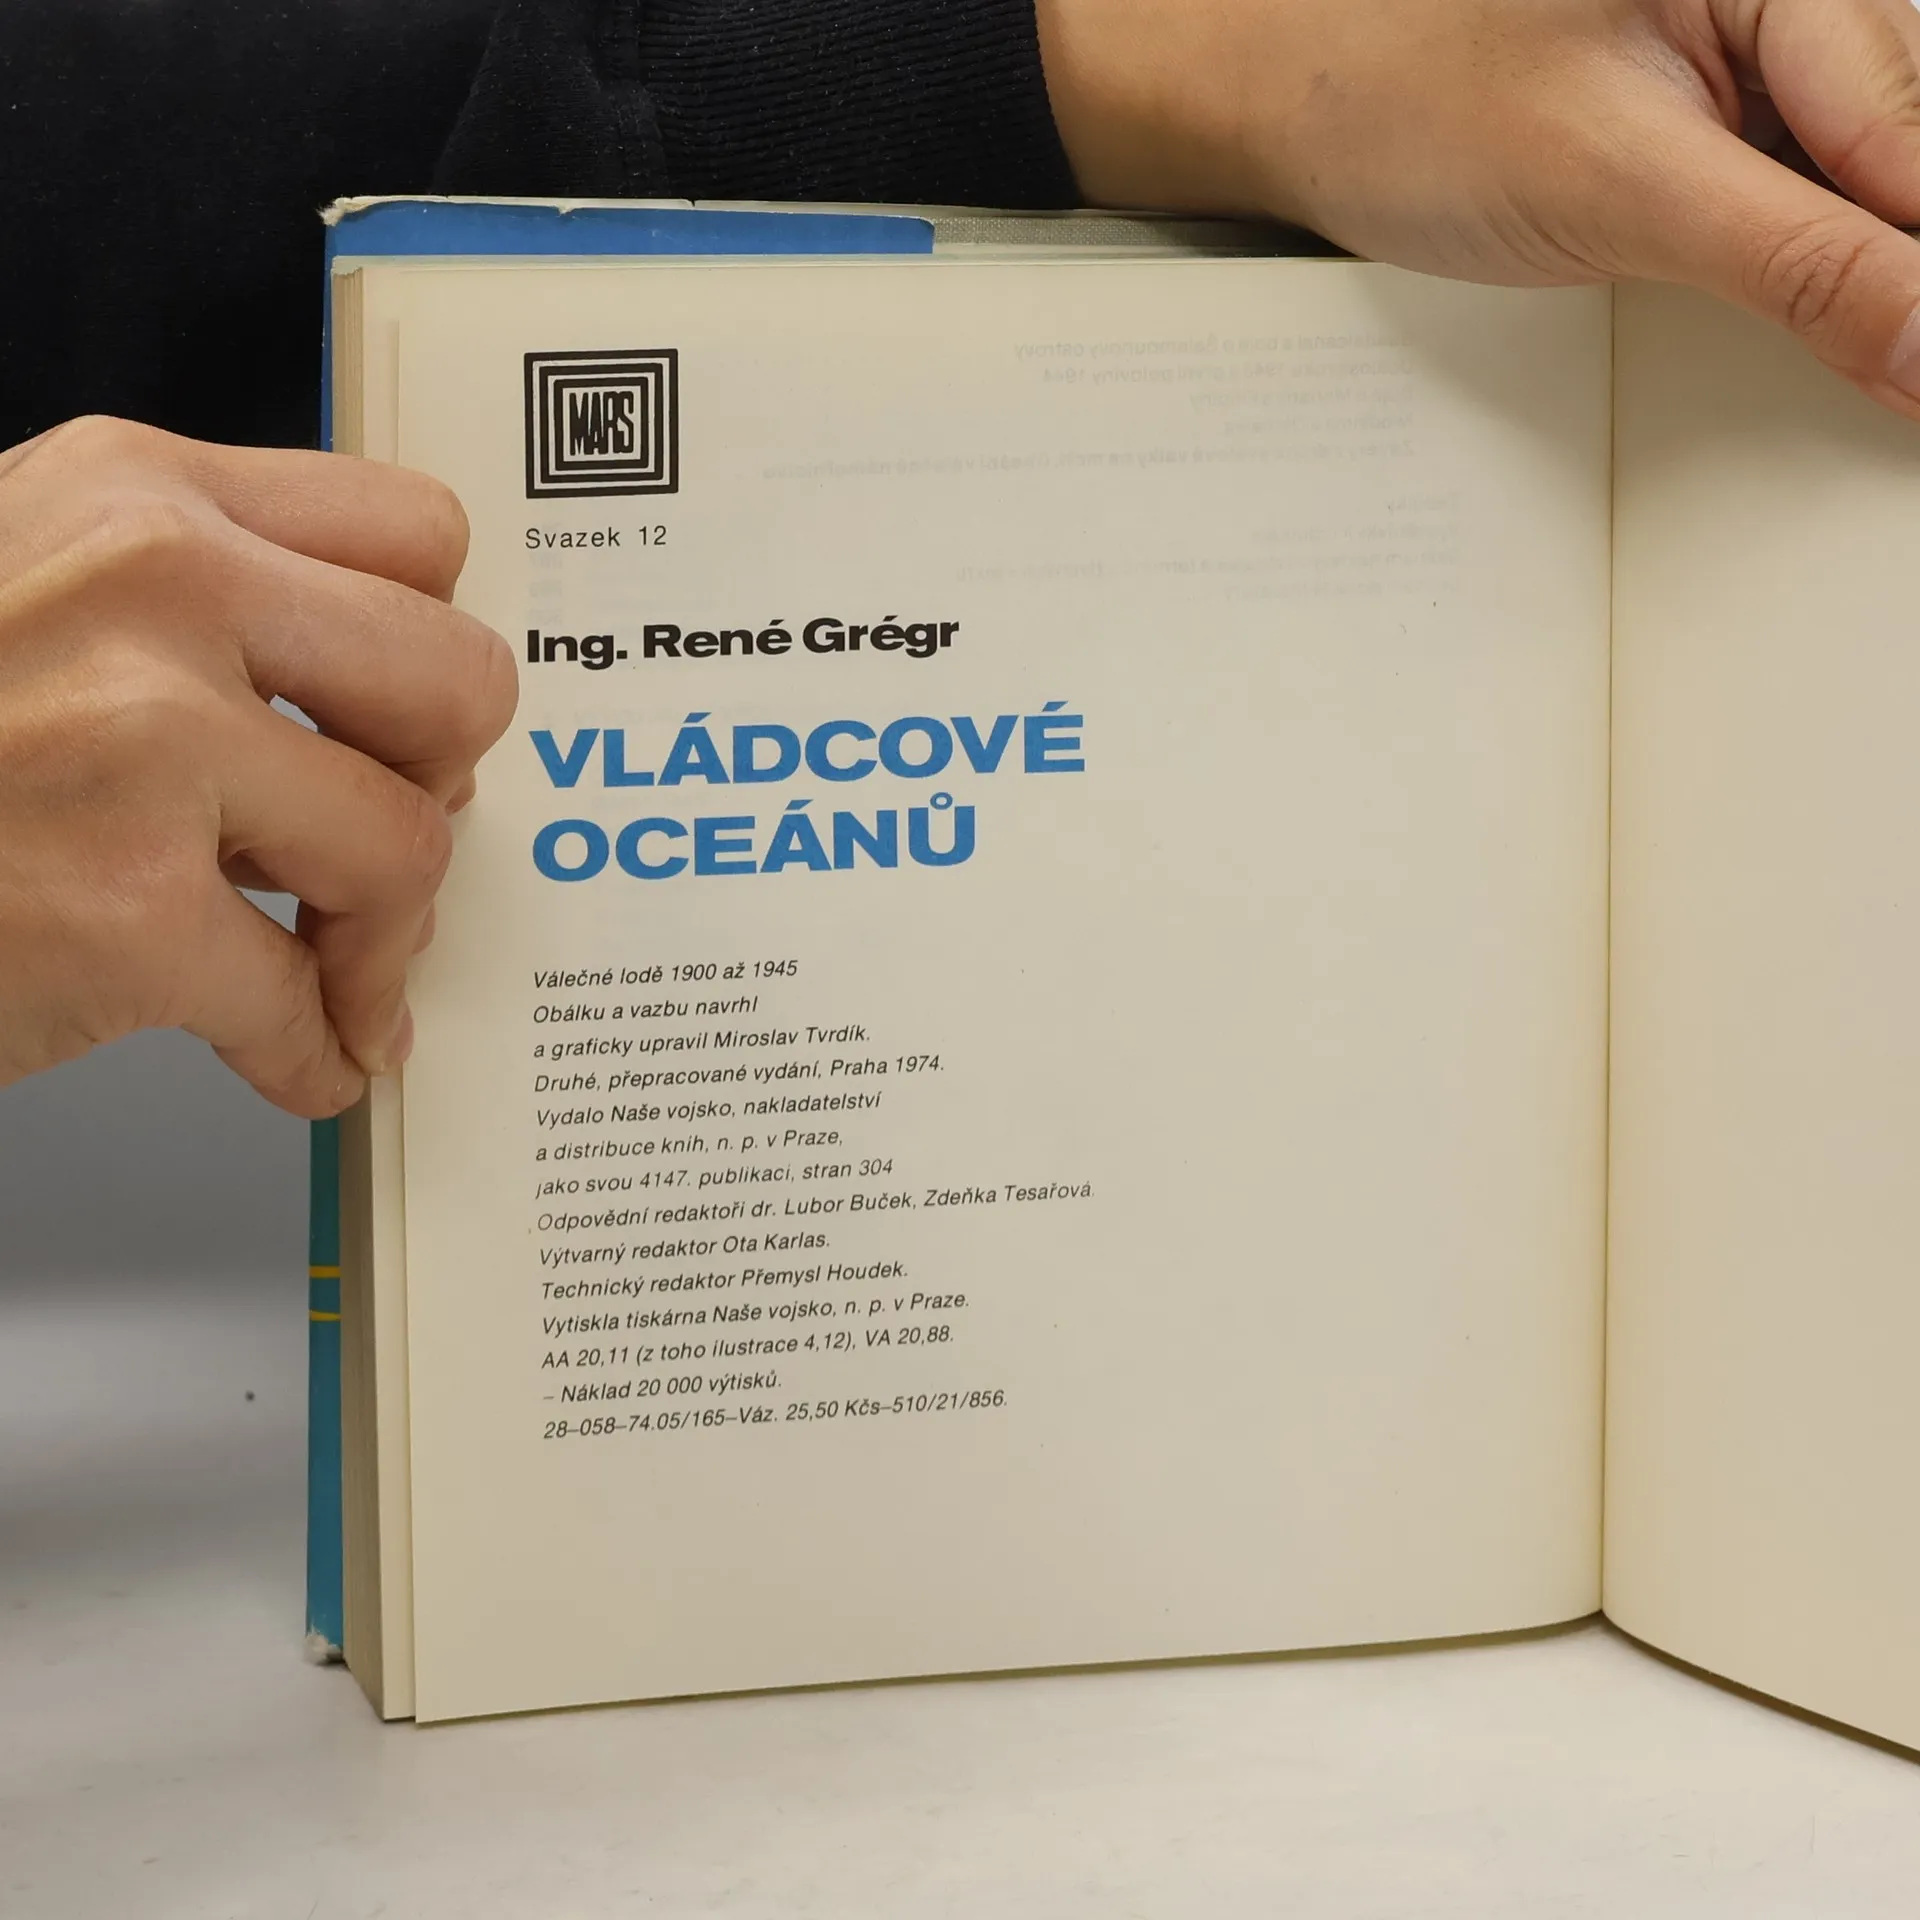 MARS
Svazek 12
Ing. René Grégr
VLÁDCOVÉ
OCEÁNŮ
Válečné lodě 1900 až 1945
Obálku a vazbu navrhl
a graficky upravil Miroslav Tvrdík.
Druhé, přepracované vydání, Praha 1974.
Vydalo Naše vojsko, nakladatelství
a distribuce knih, n. p. v Praze,
jako svou 4147. publikaci, stran 304
Odpovědní redaktoři dr. Lubor Buček, Zdeňka Tesařová.
Výtvarný redaktor Ota Karlas.
Technický redaktor Přemysl Houdek.
Vytiskla tiskárna Naše vojsko, n. p. v Praze.
AA 20,11 (z toho ilustrace 4,12), VA 20,88.
– Náklad 20 000 výtisků.
28–058–74.05/165–Váz. 25,50 Kčs–510/21/856.